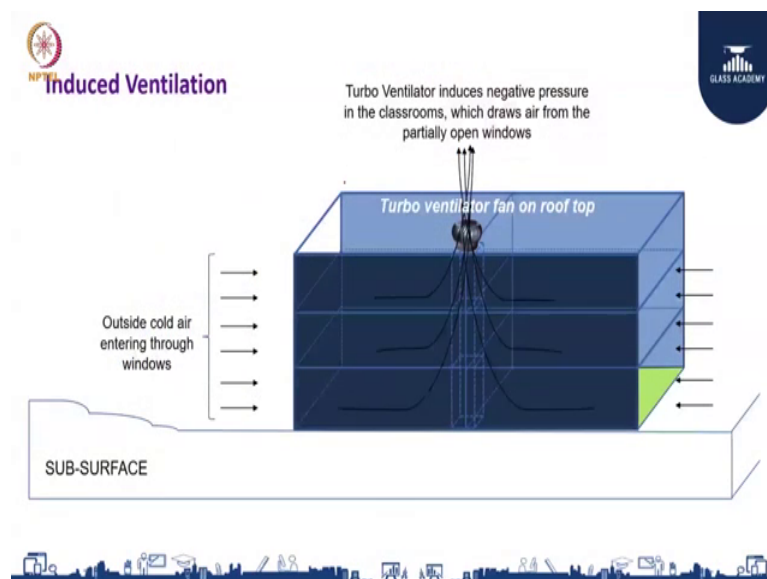 NPTEL
Induced Ventilation
GLASS ACADEMY
Turbo Ventilator induces negative pressure
in the classrooms, which draws air from the
partially open windows
Turbo ventilator fan on roof top
Outside cold air
entering through
windows
SUB-SURFACE